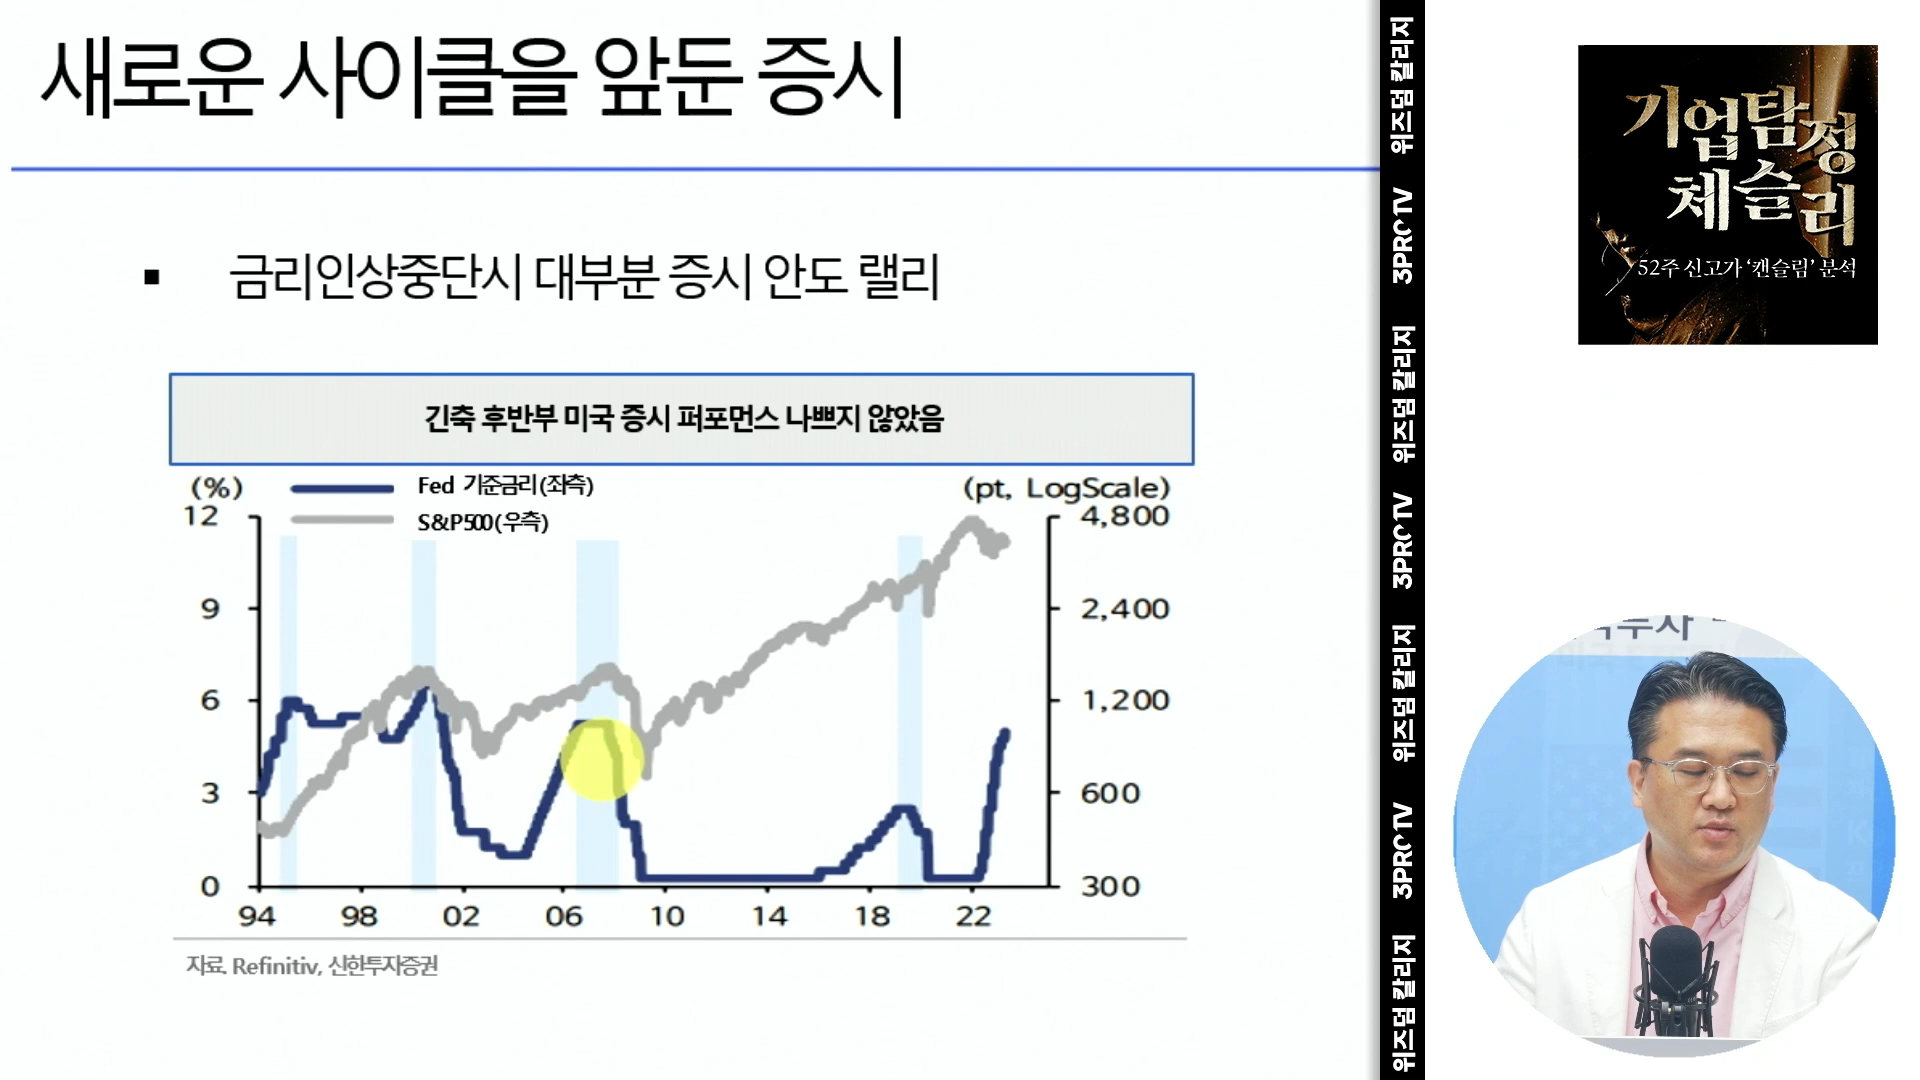 새로운 사이클을 앞둔 증시
▪ 금리인상중단시 대부분 증시 안도 랠리
긴축 후반부 미국 증시 퍼포먼스 나쁘지 않았음
(%)
Fed 기준금리(좌측)
S&P500(우측)
(pt, LogScale)
12
9
6
3
0
4,800
2,400
1,200
600
300
94 98 02 06 10 14 18 22
자료. Refinitiv, 신한투자증권
위즈덤 칼리지
3PROTV
위즈덤 칼리지
3PROTV
위즈덤 칼리지
3PROTV
위즈덤 칼리지
기업탐정
체슬리
52주 신고가 ‘캔슬림’ 분석